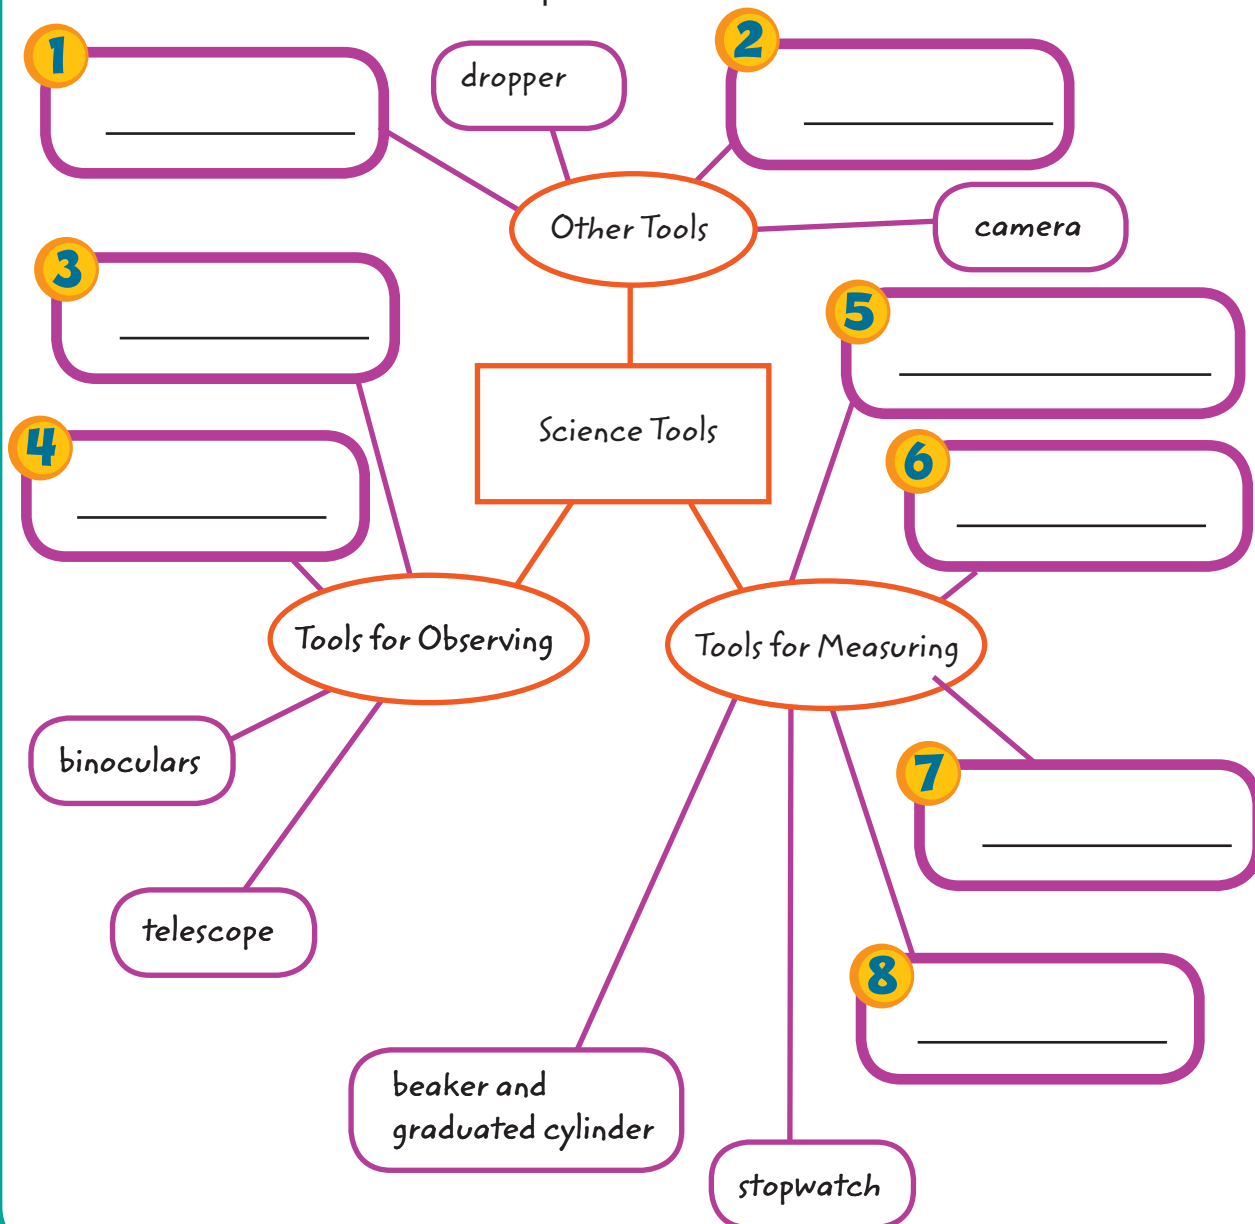 1
dropper
2
Other Tools
camera
3
5
Science Tools
4
6
Tools for Observing
Tools for Measuring
binoculars
7
telescope
8
beaker and
graduated cylinder
stopwatch